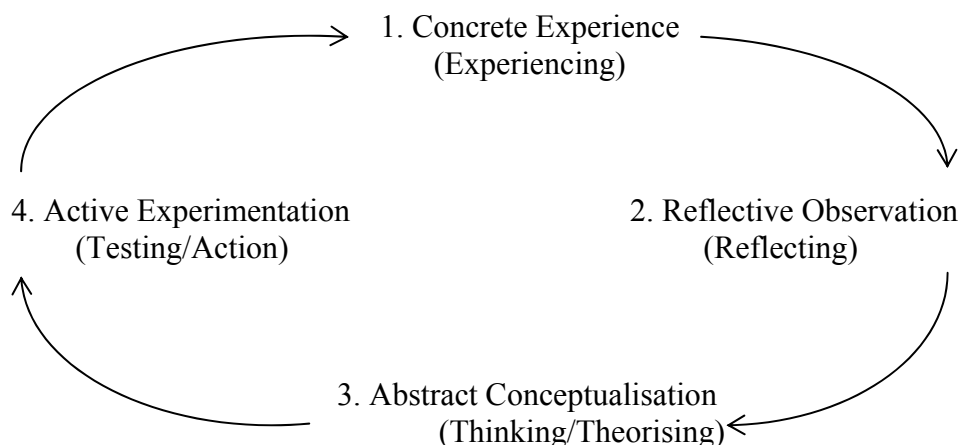 1. Concrete Experience
(Experiencing)
2. Reflective Observation
(Reflecting)
3. Abstract Conceptualisation
(Thinking/Theorising)
4. Active Experimentation
(Testing/Action)